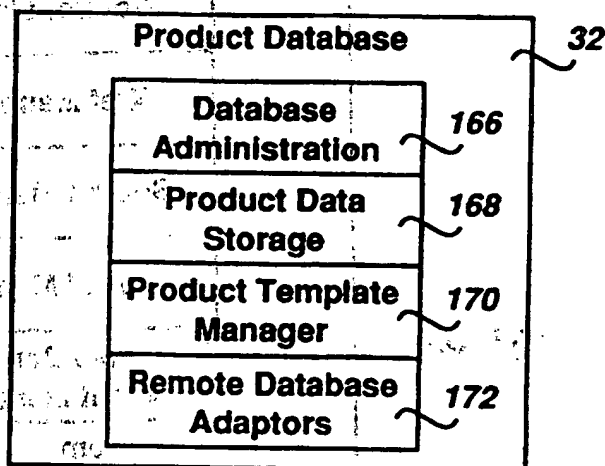 Product Database
32
Database
Administration
166
Product Data
Storage
168
Product Template
Manager
170
Remote Database
Adaptors
172